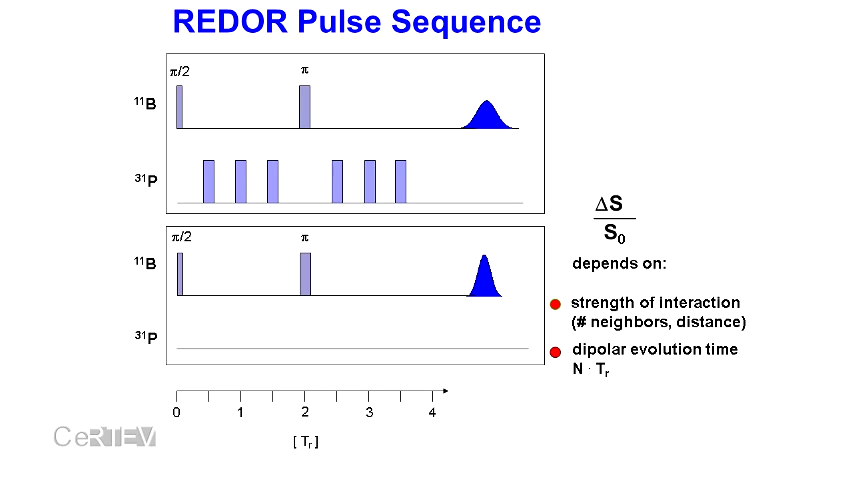 REDOR Pulse Sequence
π/2 π
¹¹B
³¹P
π/2 π
¹¹B
³¹P
ΔS
S₀
depends on:
strength of interaction
(# neighbors, distance)
dipolar evolution time
N · Tᵣ
0 1 2 3 4
[ Tᵣ ]
CeRTEV